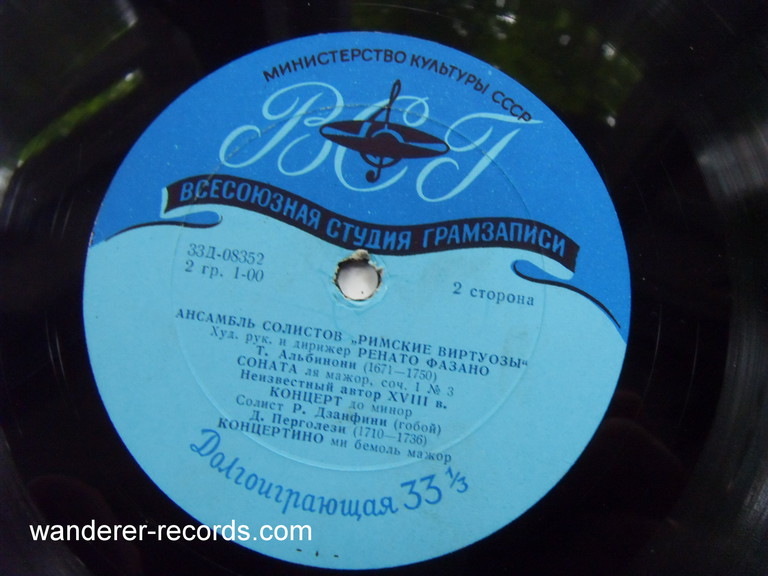 МИНИСТЕРСТВО КУЛЬТУРЫ СССР
ВСГ
ВСЕСОЮЗНАЯ СТУДИЯ ГРАМЗАПИСИ
33Д-08352
2 гр. 1-00
2 сторона
АНСАМБЛЬ СОЛИСТОВ „РИМСКИЕ ВИРТУОЗЫ“
Худ. рук. и дирижер РЕНАТО ФАЗАНО
Т. Альбинони (1671—1750)
СОНАТА ля мажор, соч. 1 № 3
Неизвестный автор XVIII в.
КОНЦЕРТ до минор
Солист Р. Дзанфини (гобой)
Д. Перголези (1710—1736)
КОНЦЕРТИНО ми бемоль мажор
Долгоиграющая 33 1/3
wanderer-records.com